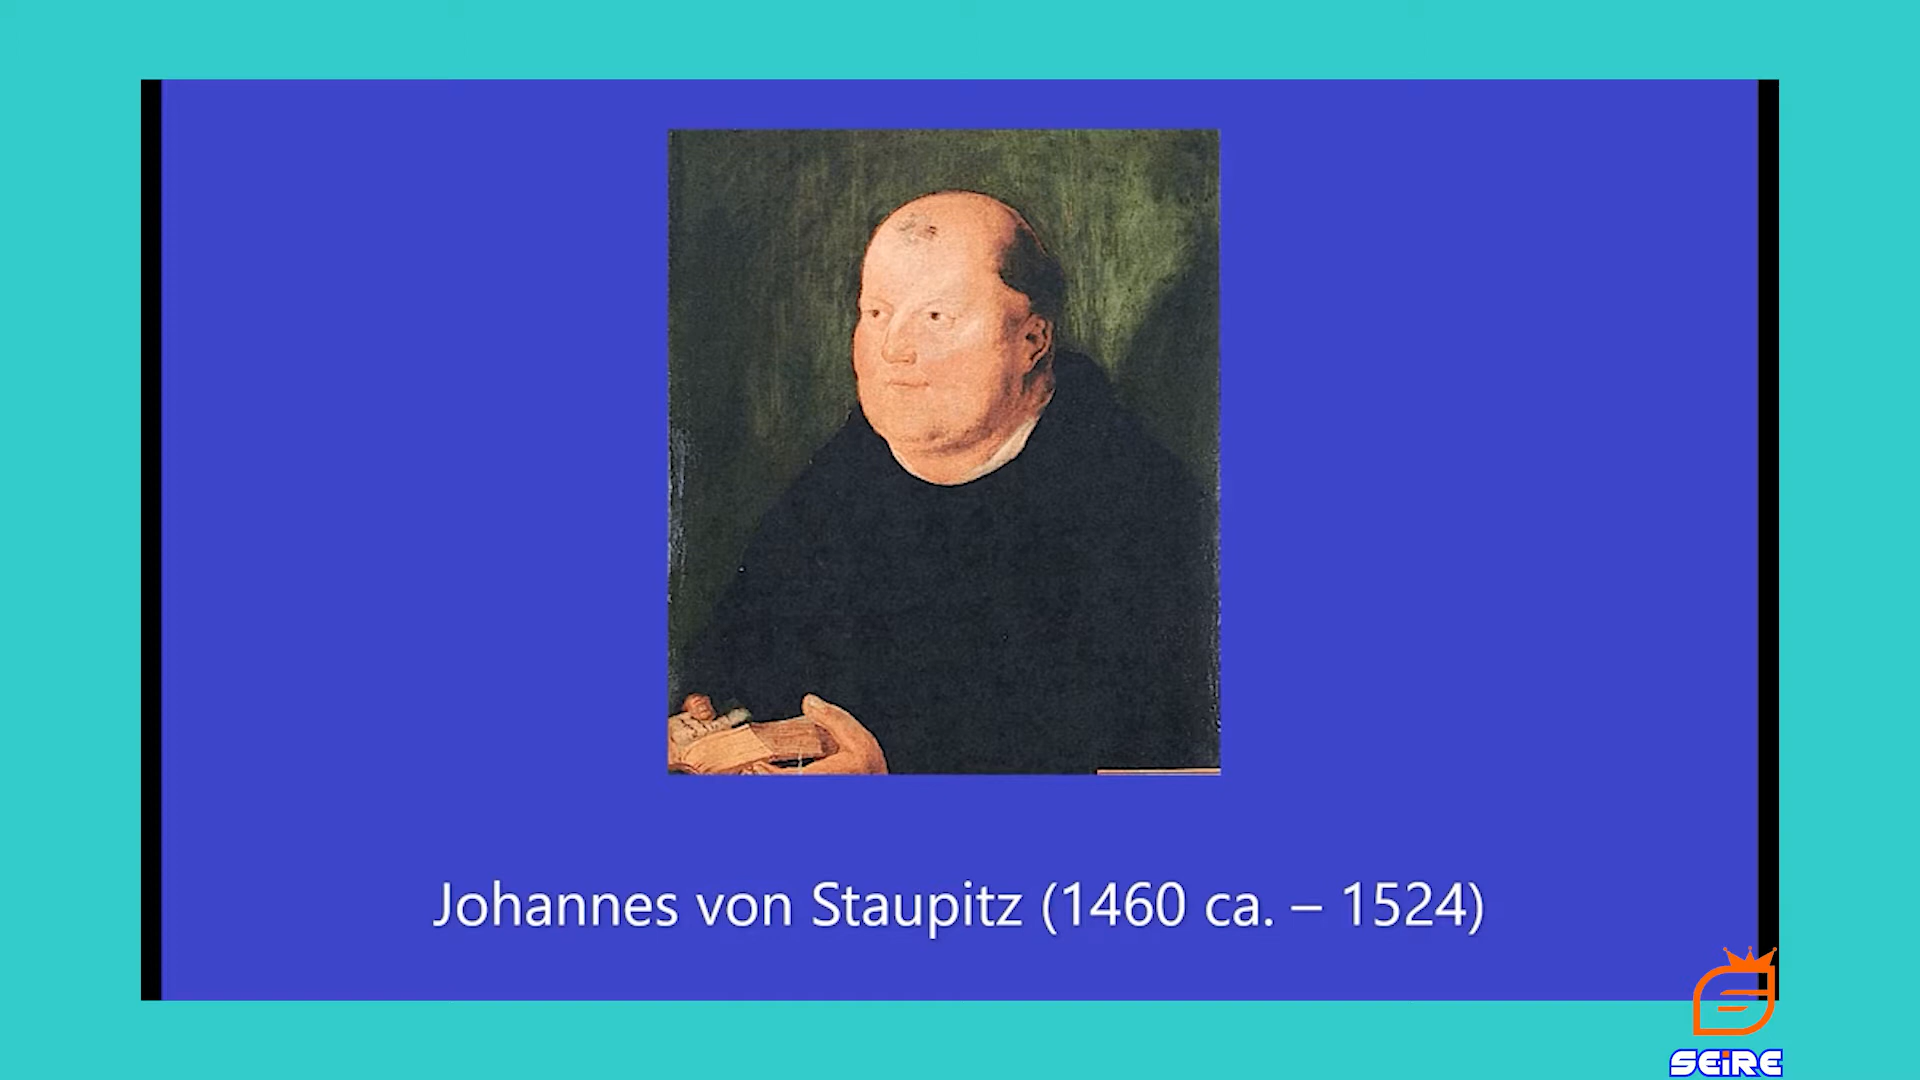 Johannes von Staupitz (1460 ca. – 1524)
SEiRE